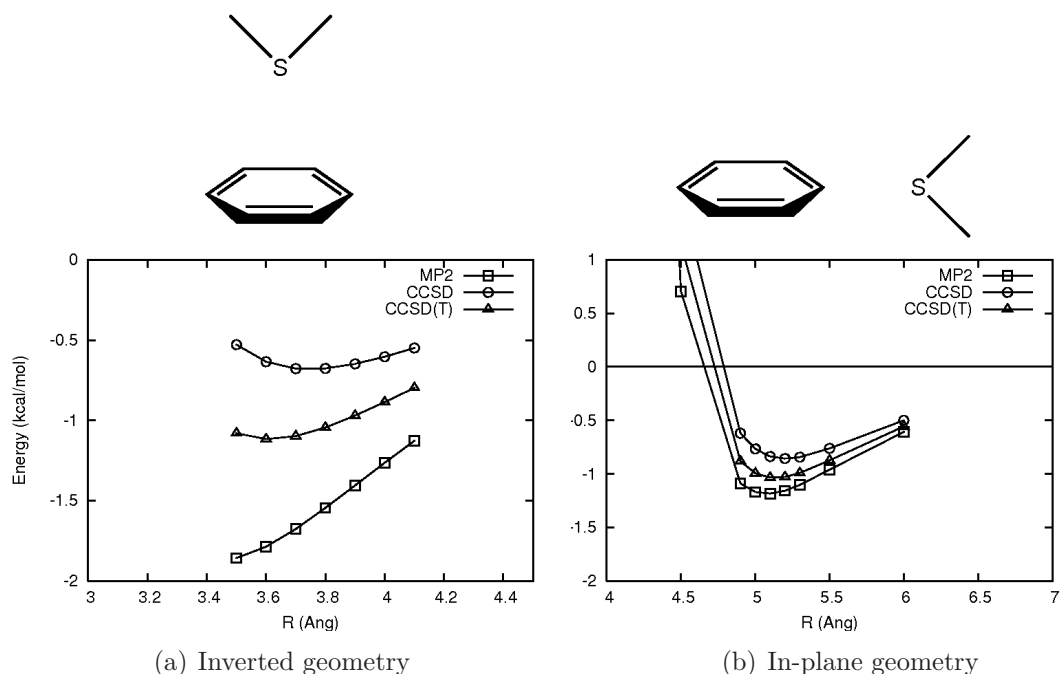 S
S
0
-0.5
-1
-1.5
-2
3
3.2
3.4
3.6
3.8
4
4.2
4.4
Energy (kcal/mol)
R (Ang)
MP2
CCSD
CCSD(T)
(a) Inverted geometry
1
0.5
0
-0.5
-1
-1.5
-2
4
4.5
5
5.5
6
6.5
7
R (Ang)
MP2
CCSD
CCSD(T)
(b) In-plane geometry